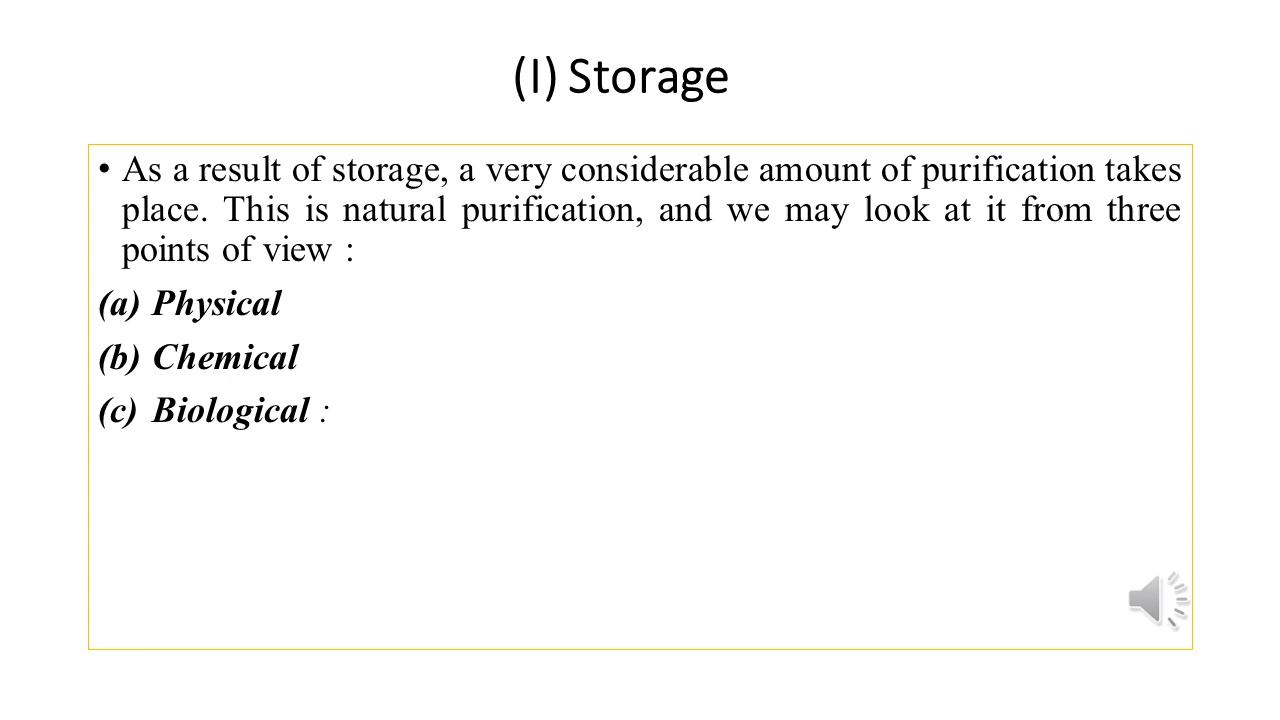 (I) Storage
• As a result of storage, a very considerable amount of purification takes
place. This is natural purification, and we may look at it from three
points of view :
(a) Physical
(b) Chemical
(c) Biological :